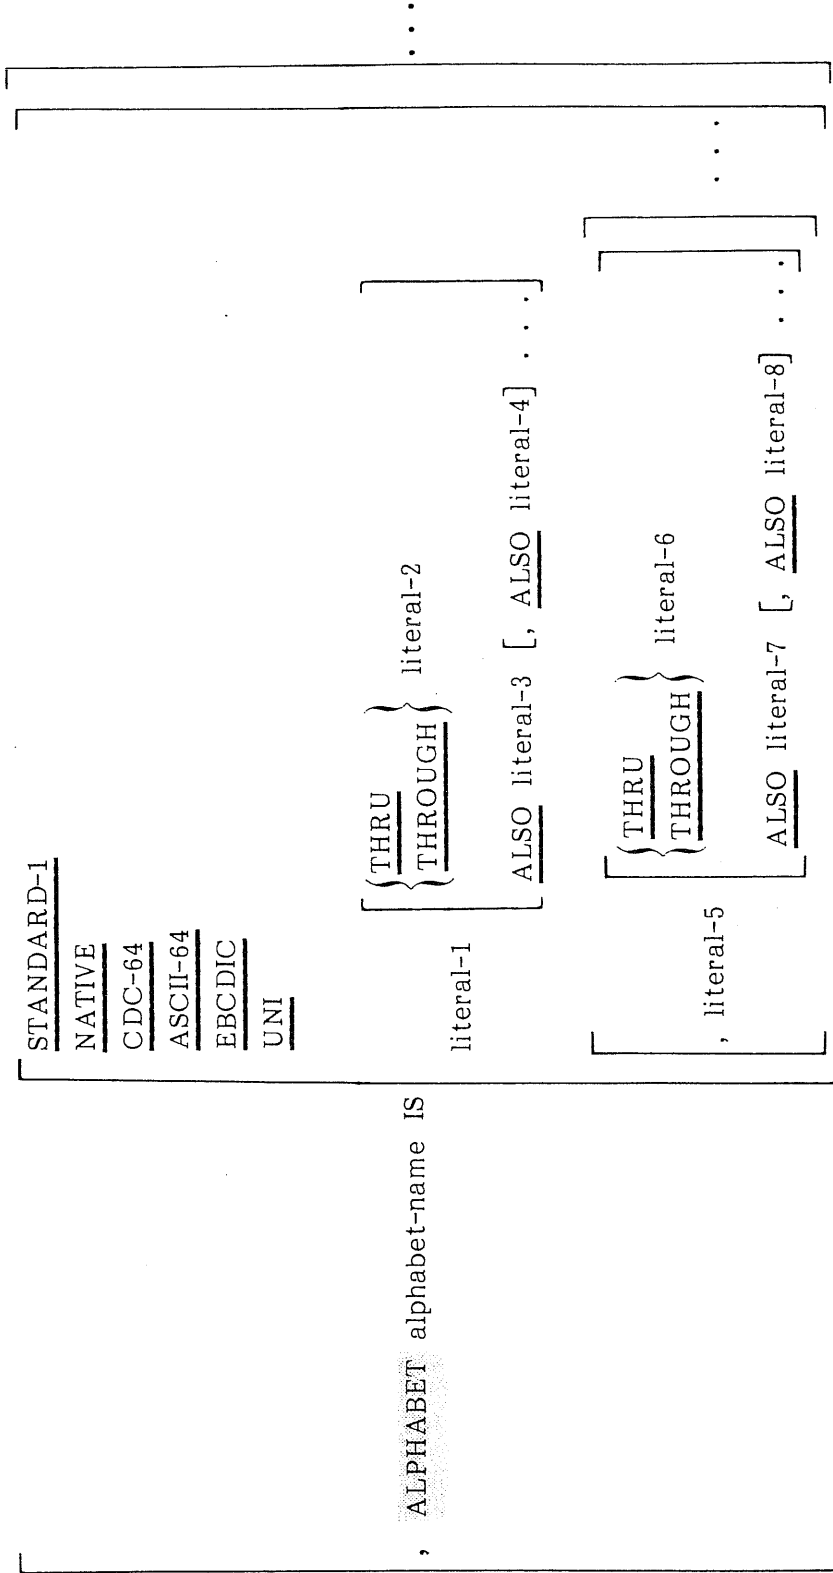 STANDARD-1
NATIVE
CDC-64
ASCII-64
EBCDIC
UNI
, ALPHABET alphabet-name IS
literal-1
THRU
THROUGH
literal-2
ALSO literal-3 [, ALSO literal-4] . . .
, literal-5
THRU
THROUGH
literal-6
ALSO literal-7 [, ALSO literal-8] . . .
. . .
. . .